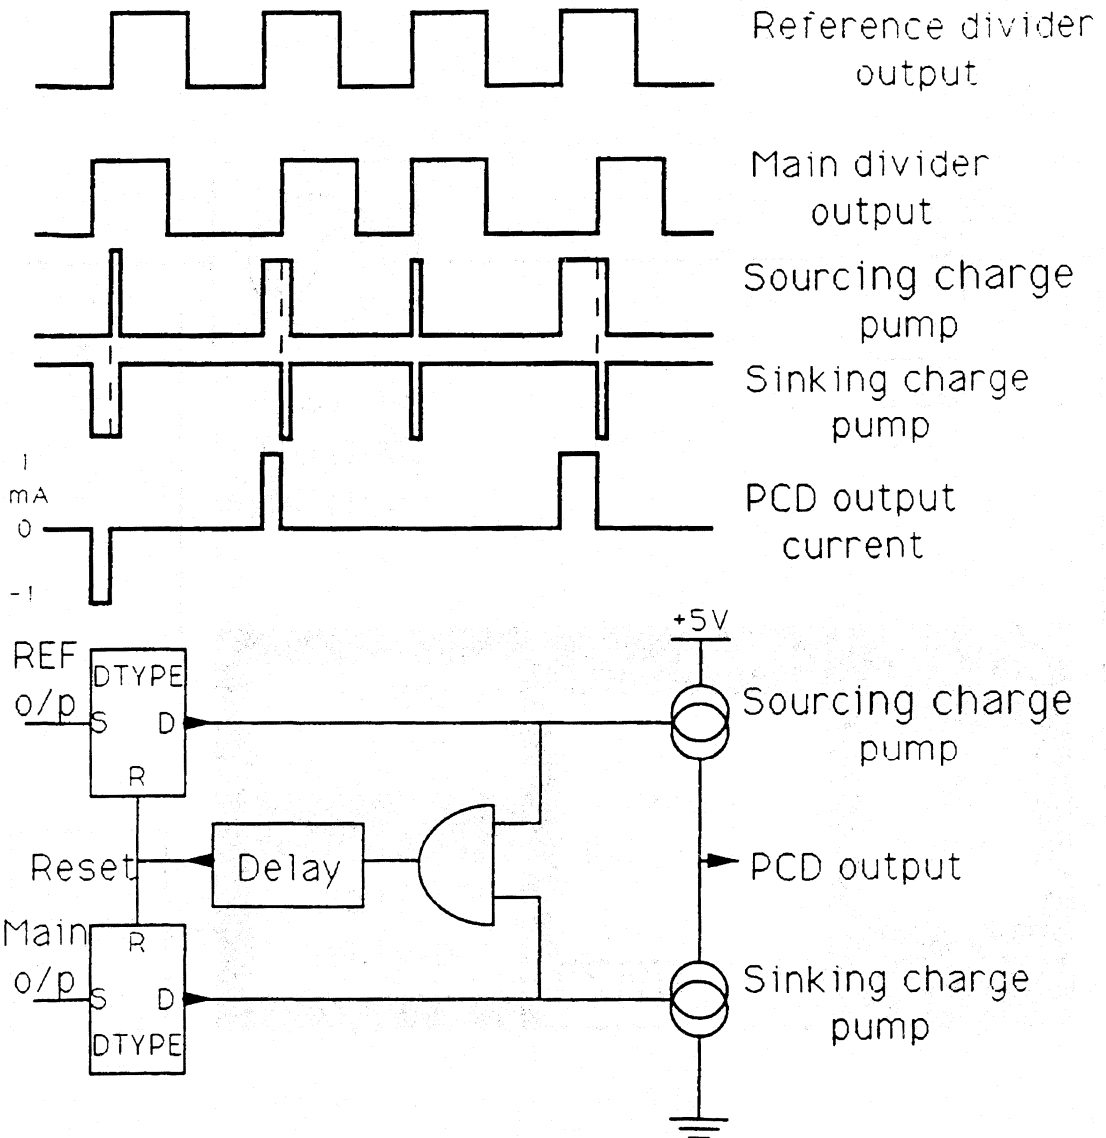 Reference divider
output
Main divider
output
Sourcing charge
pump
Sinking charge
pump
1
mA
0
-1
PCD output
current
+5V
REF
o/p
DTYPE
S D
R
Sourcing charge
pump
Reset
Delay
PCD output
Main
o/p
R
S D
DTYPE
Sinking charge
pump